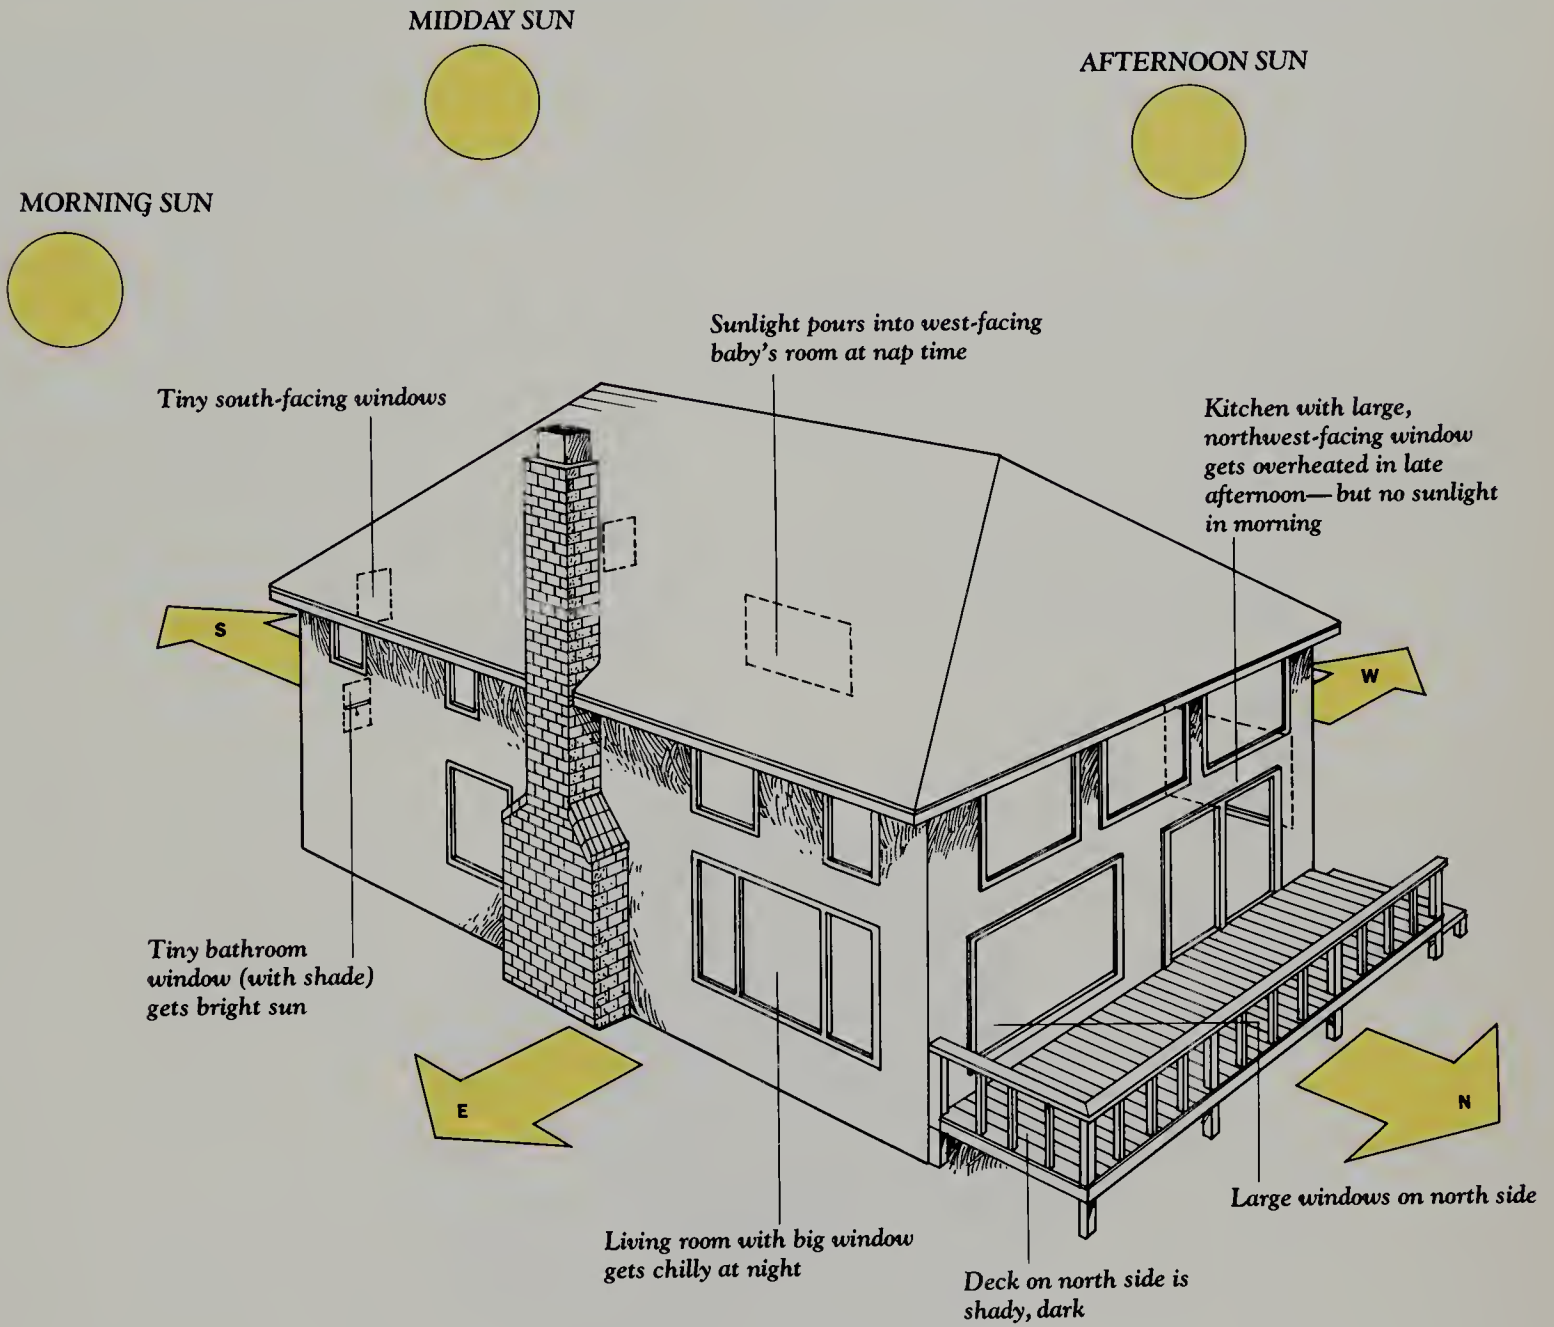 MIDDAY SUN
AFTERNOON SUN
MORNING SUN
Sunlight pours into west-facing
baby's room at nap time
Tiny south-facing windows
Kitchen with large,
northwest-facing window
gets overheated in late
afternoon—but no sunlight
in morning
S
W
Tiny bathroom
window (with shade)
gets bright sun
E
N
Large windows on north side
Living room with big window
gets chilly at night
Deck on north side is
shady, dark